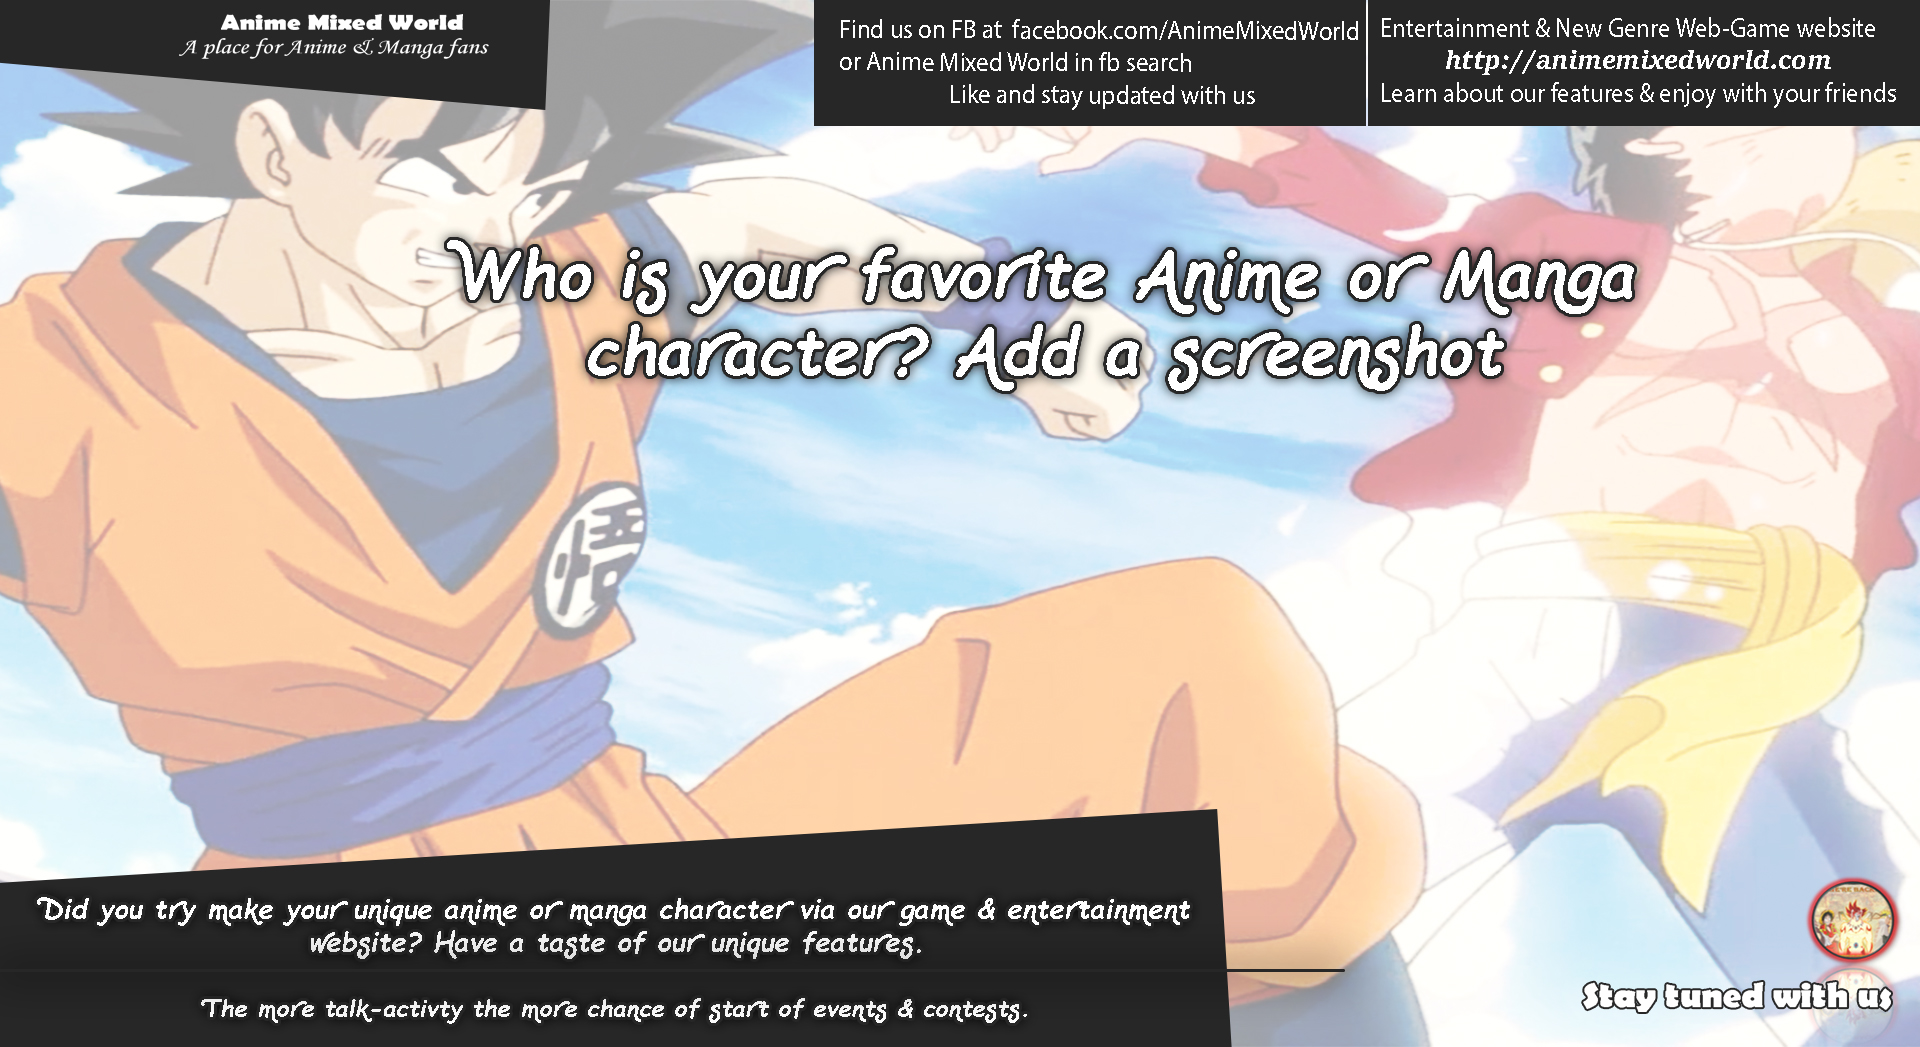 Anime Mixed World
A place for Anime & Manga fans
Find us on FB at facebook.com/AnimeMixedWorld
or Anime Mixed World in fb search
Like and stay updated with us
Entertainment & New Genre Web-Game website
http://animemixedworld.com
Learn about our features & enjoy with your friends
Who is your favorite Anime or Manga
character? Add a screenshot
悟
Did you try make your unique anime or manga character via our game & entertainment
website? Have a taste of our unique features.
The more talk-activty the more chance of start of events & contests.
Stay tuned with us